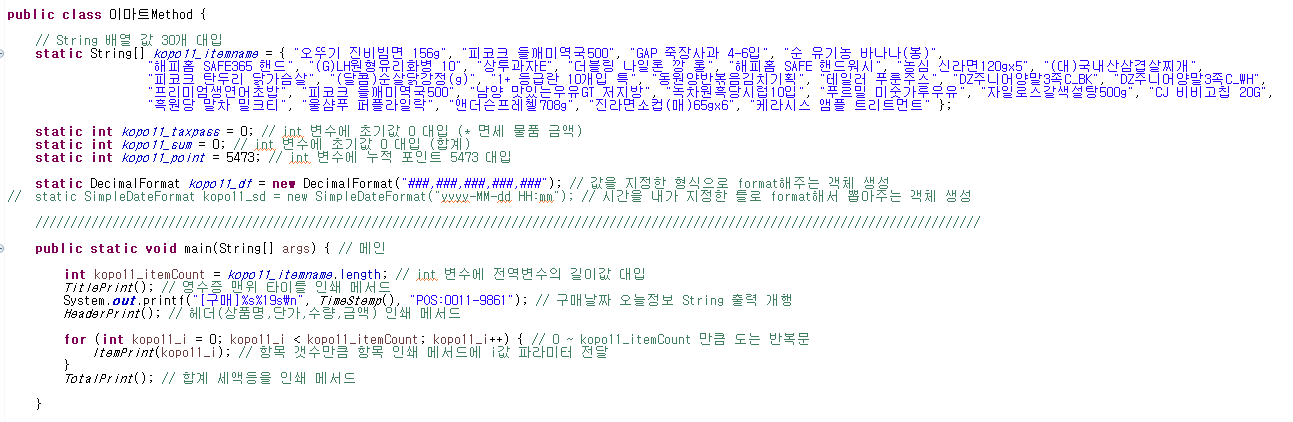 public class 이마트Method {
// String 배열 값 30개 대입
static String[] kopo11_itemname = { "오뚜기 진비빔면 156g", "피코크 들깨미역국500", "GAP 죽장사과 4-6입", "순 유기농 바나나(봉)",
"해피홈 SAFE365 핸드", "(G)LH원형유리화병 10", "상투과자E", "더블링 나일론 깡 롤", "해피홈 SAFE 핸드워시", "농심 신라면120gx5", "(대)국내산삼겹살찌개",
"피코크 탄두리 닭가슴살", "(달콤)순살닭강정(g)", "1+ 등급란 10개입 특", "동원양반볶음김치기획", "테일러 푸룬주스", "DZ주니어양말3족C_BK", "DZ주니어양말3족C_WH",
"프리미엄생연어초밥", "피코크 들깨미역국500", "남양 맛있는우유GT 저지방", "녹차원흑당시럽10입", "푸르밀 미숫가루우유", "자일로스갈색설탕500g", "CJ 비비고칩 20G",
"흑원당 말차 밀크티", "울샴푸 퍼플라일락", "앤더슨프레첼708g", "진라면소컵(매)65gx6", "케라시스 앰플 트리트먼트" };
static int kopo11_taxpass = 0; // int 변수에 초기값 0 대입 (* 면세 물품 금액)
static int kopo11_sum = 0; // int 변수에 초기값 0 대입 (합계)
static int kopo11_point = 5473; // int 변수에 누적 포인트 5473 대입
static DecimalFormat kopo11_df = new DecimalFormat("###,###,###,###,###"); // 값을 지정한 형식으로 format해주는 객체 생성
// static SimpleDateFormat kopo11_sd = new SimpleDateFormat("yyyy-MM-dd HH:mm"); // 시간을 내가 지정한 틀로 format해서 뽑아주는 객체 생성
public static void main(String[] args) { // 메인
int kopo11_itemCount = kopo11_itemname.length; // int 변수에 전역변수의 길이값 대입
TitlePrint(); // 영수증 맨위 타이틀 인쇄 메서드
System.out.printf("[구매]%s%19s\n", TimeStemp(), "POS:0011-9861"); // 구매날짜 오늘정보 String 출력 개행
HeaderPrint(); // 헤더(상품명,단가,수량,금액) 인쇄 메서드
for (int kopo11_i = 0; kopo11_i < kopo11_itemCount; kopo11_i++) { // 0 ~ kopo11_itemCount 만큼 도는 반복문
ItemPrint(kopo11_i); // 항목 갯수만큼 항목 인쇄 메서드에 i값 파라미터 전달
}
TotalPrint(); // 합계 세액등을 인쇄 메서드
}